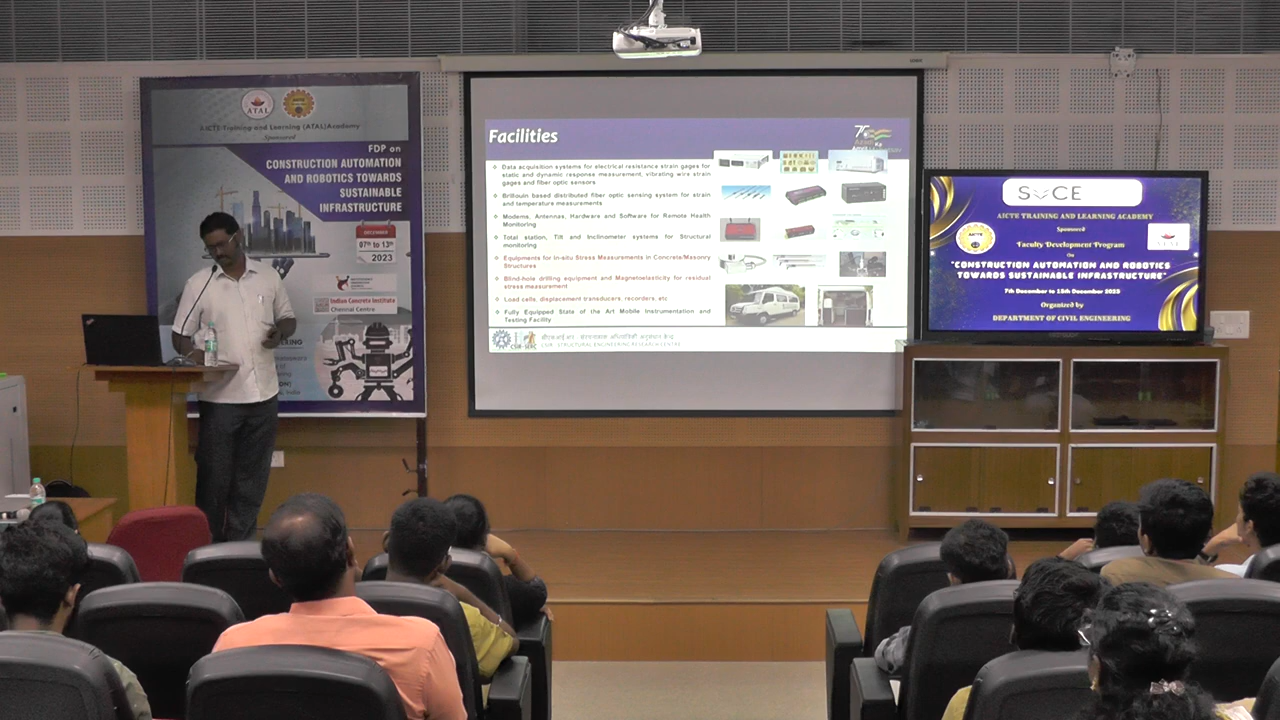 ATAL
AICTE Training and Learning (ATAL) Academy
Sponsored
FDP on
CONSTRUCTION AUTOMATION
AND ROBOTICS TOWARDS
SUSTAINABLE
INFRASTRUCTURE
DECEMBER
07th to 13th
2023
Indian Concrete Institute
Chennai Centre
Facilities
Data acquisition systems for electrical resistance strain gages for
static and dynamic response measurement, vibrating wire strain
gages and fiber optic sensors
Brillouin based distributed fiber optic sensing system for strain
and temperature measurements
Modems, Antennas, Hardware and Software for Remote Health
Monitoring
Total station, Tilt and Inclinometer systems for Structural
monitoring
Equipments for In-situ Stress Measurements in Concrete/Masonry
Structures
Blind-hole drilling equipment and Magnetoelasticity for residual
stress measurement
Load cells, displacement transducers, recorders, etc
Fully Equipped State of the Art Mobile Instrumentation and
Testing Facility
CSIR-SERC
CSIR- STRUCTURAL ENGINEERING RESEARCH CENTRE
SVCE
AICTE TRAINING AND LEARNING ACADEMY
Sponsored
Faculty Development Program
On
"CONSTRUCTION AUTOMATION AND ROBOTICS
TOWARDS SUSTAINABLE INFRASTRUCTURE"
7th December to 13th December 2023
Organized by
DEPARTMENT OF CIVIL ENGINEERING